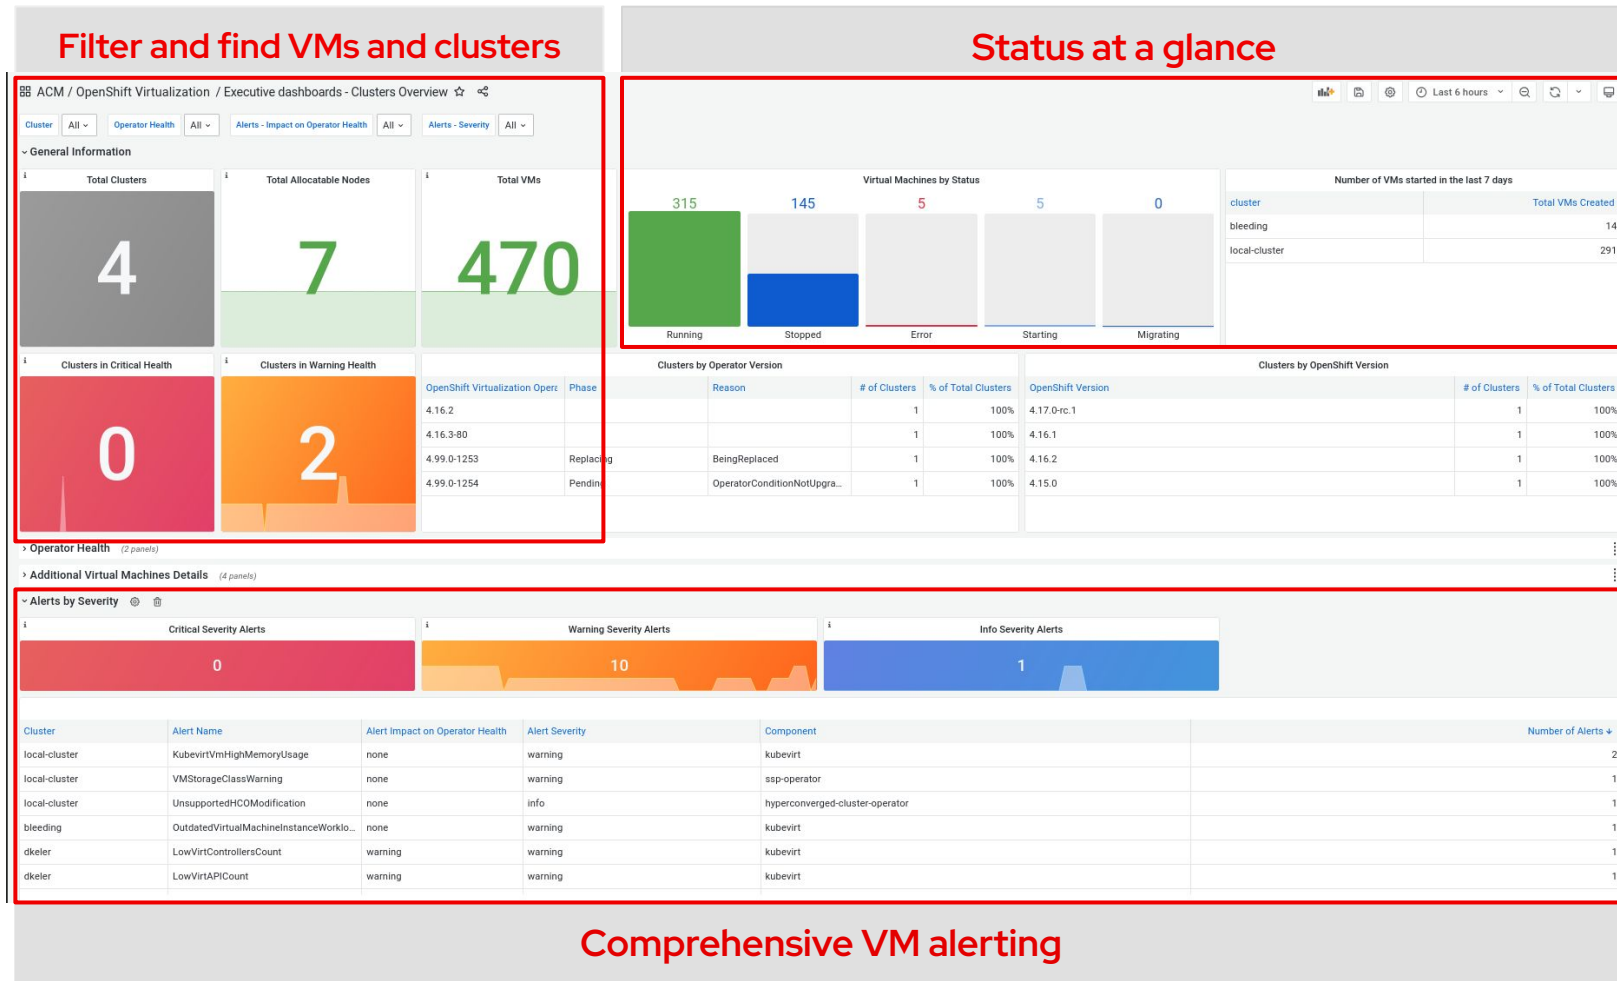 Filter and find VMs and clusters
Status at a glance
ACM / OpenShift Virtualization / Executive dashboards - Clusters Overview
Last 6 hours
Cluster All Operator Health All Alerts - Impact on Operator Health All Alerts - Severity All
General Information
Total Clusters
4
Total Allocatable Nodes
7
Total VMs
470
Virtual Machines by Status
315 145 5 5 0
Running Stopped Error Starting Migrating
Number of VMs started in the last 7 days
cluster Total VMs Created
bleeding 14
local-cluster 291
Clusters in Critical Health
0
Clusters in Warning Health
2
Clusters by Operator Version
OpenShift Virtualization Opera Phase Reason # of Clusters % of Total Clusters
4.16.2 1 100%
4.16.3-80 1 100%
4.99.0-1253 Replacing BeingReplaced 1 100%
4.99.0-1254 Pending OperatorConditionNotUpgra... 1 100%
Clusters by OpenShift Version
OpenShift Version # of Clusters % of Total Clusters
4.17.0-rc.1 1 100%
4.16.1 1 100%
4.16.2 1 100%
4.15.0 1 100%
Operator Health (2 panels)
Additional Virtual Machines Details (4 panels)
Alerts by Severity
Critical Severity Alerts
0
Warning Severity Alerts
10
Info Severity Alerts
1
Cluster Alert Name Alert Impact on Operator Health Alert Severity Component Number of Alerts
local-cluster KubevirtVmHighMemoryUsage none warning kubevirt 2
local-cluster VMStorageClassWarning none warning ssp-operator 1
local-cluster UnsupportedHCOModification none info hyperconverged-cluster-operator 1
bleeding OutdatedVirtualMachineInstanceWorklo... none warning kubevirt 1
dkeler LowVirtControllersCount warning warning kubevirt 1
dkeler LowVirtAPICount warning warning kubevirt 1
Comprehensive VM alerting